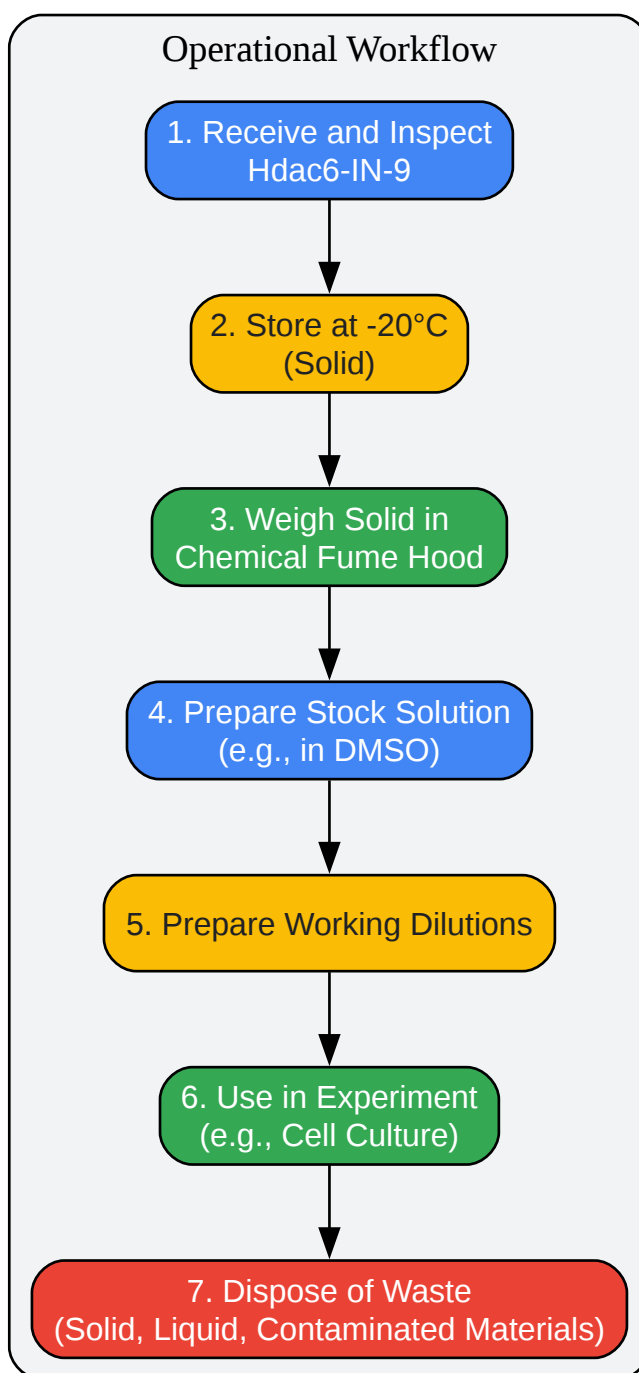 Operational Workflow
1. Receive and Inspect
Hdac6-IN-9
2. Store at -20°C
(Solid)
3. Weigh Solid in
Chemical Fume Hood
4. Prepare Stock Solution
(e.g., in DMSO)
5. Prepare Working Dilutions
6. Use in Experiment
(e.g., Cell Culture)
7. Dispose of Waste
(Solid, Liquid, Contaminated Materials)